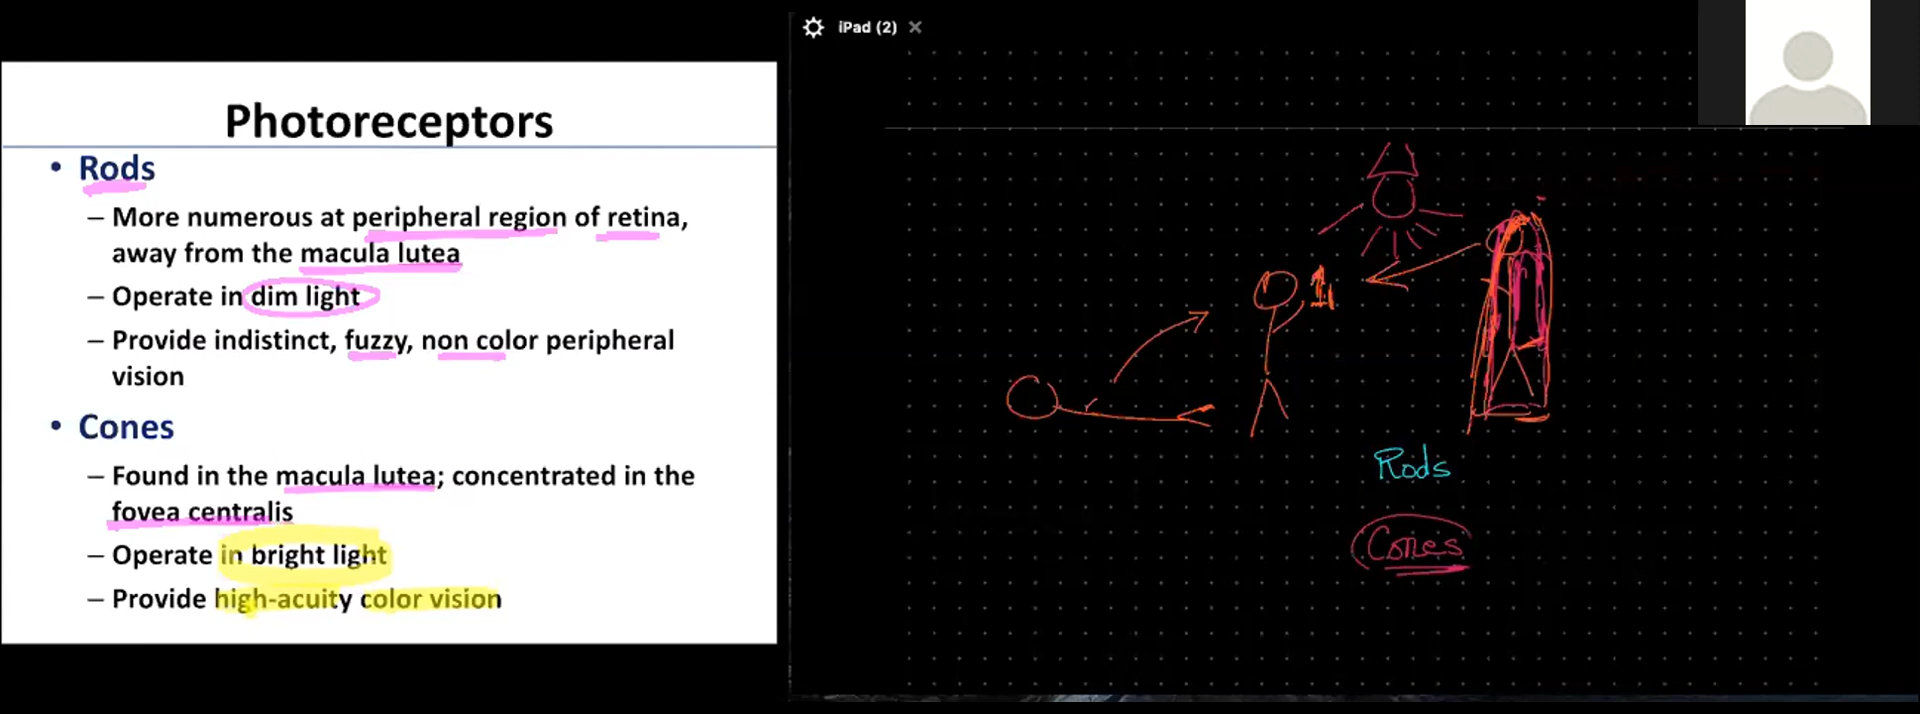 Photoreceptors
• Rods
– More numerous at peripheral region of retina,
away from the macula lutea
– Operate in dim light
– Provide indistinct, fuzzy, non color peripheral
vision
• Cones
– Found in the macula lutea; concentrated in the
fovea centralis
– Operate in bright light
– Provide high-acuity color vision
iPad (2)
1
Rods
Cones